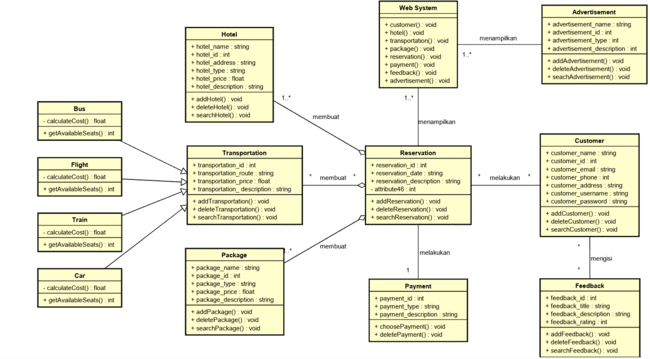 Web System
+ customer() : void
+ hotel() : void
+ transportation() : void
+ package() : void
+ reservation() : void
+ payment() : void
+ feedback() : void
+ advertisement() : void
menampilkan
1..*
1..*
menampilkan
Advertisement
+ advertisement_name : string
+ advertisement_id : int
+ advertisement_type : int
+ advertisement_description : int
+ addAdvertisement() : void
+ deleteAdvertisement() : void
+ seachAdvertisement() : void
Hotel
+ hotel_name : string
+ hotel_id : int
+ hotel_address : string
+ hotel_type : string
+ hotel_price : float
+ hotel_description : string
+ addHotel() : void
+ deleteHotel() : void
+ searchHotel() : void
1..*
membuat
Bus
- calculateCost() : float
+ getAvailableSeats() : int
Flight
- calculateCost() : float
+ getAvailableSeats() : int
Train
- calculateCost() : float
+ getAvailableSeats() : int
Car
- calculateCost() : float
+ getAvailableSeats() : int
Transportation
+ transportation_id : int
+ transportation_route : string
+ transportation_price : float
+ transportation_ description : string
+ addTransportation() : void
+ deleteTransportation() : void
+ searchTransportation() : void
*
membuat
*
Reservation
+ reservation_id : int
+ reservation_date : string
+ reservation_description : string
- attribute46 : int
+ addReservation() : void
+ deleteReservation() : void
+ searchReservation() : void
*
melakukan
*
Customer
+ customer_name : string
+ customer_id : int
+ customer_email : string
+ customer_phone : int
+ customer_address : string
+ customer_username : string
+ customer_password : string
+ addCustomer() : void
+ deleteCustomer() : void
+ searchCustomer() : void
*
mengisi
*
Package
+ package_name : string
+ package_id : int
+ package_type : string
+ package_price : float
+ package_description : string
+ addPackage() : void
+ deletePackage() : void
+ searchPackage() : void
membuat
melakukan
1
Payment
+ payment_id : int
+ payment_type : string
+ payment_description : string
+ choosePayment() : void
+ deletePayment() : void
Feedback
+ feedback_id : int
+ feedback_title : string
+ feedback_description : string
+ feedback_rating : int
+ addFeedback() : void
+ deleteFeedback() : void
+ searchFeedback() : void